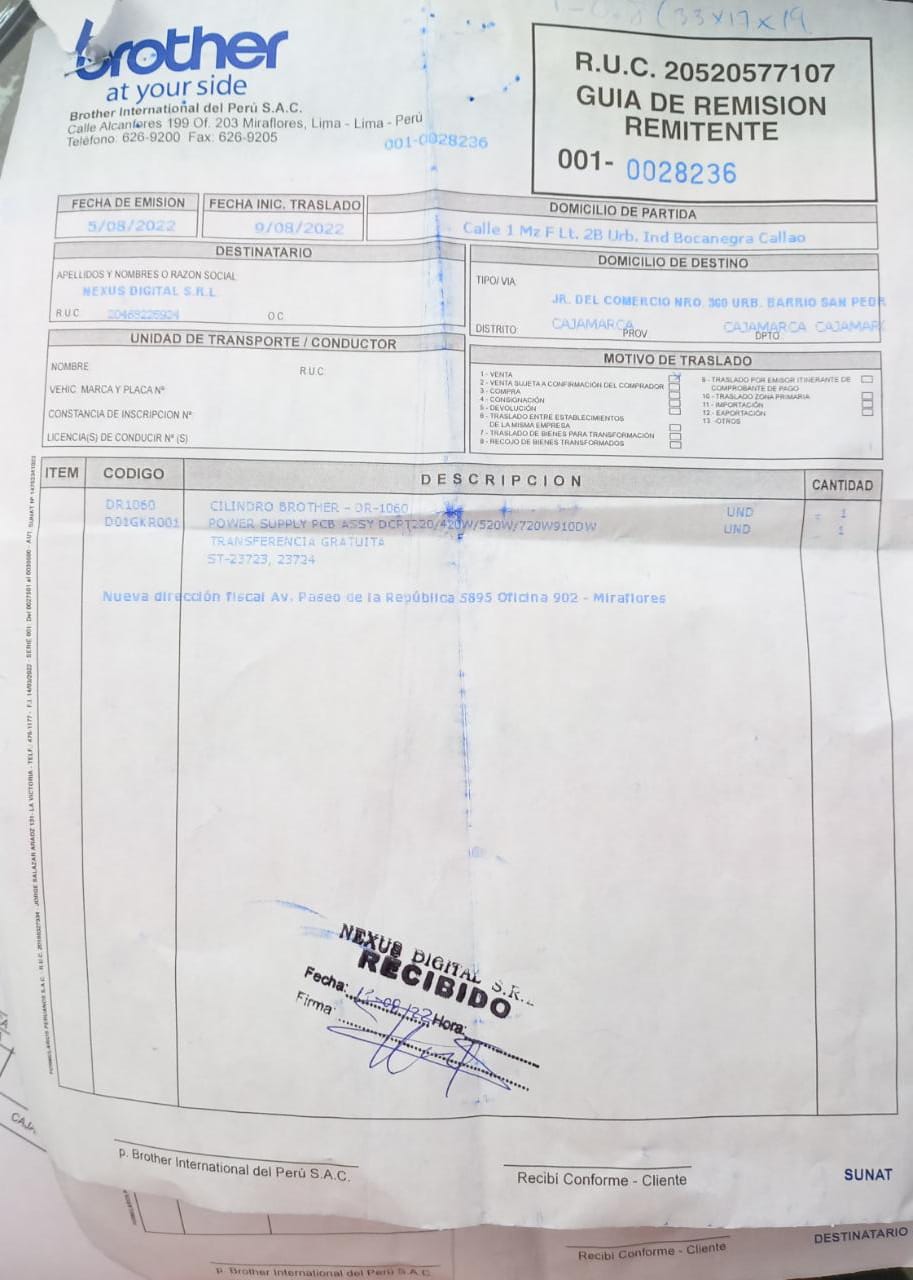 (33x17x19
brother
at your side
Brother International del Perú S.A.C.
Calle Alcanfores 199 Of. 203 Miraflores, Lima - Lima - Perú
Teléfono: 626-9200 Fax: 626-9205
001-0028236
R.U.C. 20520577107
GUIA DE REMISION
REMITENTE
001- 0028236
FECHA DE EMISION
5/08/2022
FECHA INIC. TRASLADO
9/08/2022
DOMICILIO DE PARTIDA
Calle 1 Mz F Lt. 2B Urb. Ind Bocanegra Callao
DESTINATARIO
APELLIDOS Y NOMBRES O RAZON SOCIAL
NEXUS DIGITAL S.R.L
R U C
O C
DOMICILIO DE DESTINO
TIPO/ VIA:
JR. DEL COMERCIO NRO. 360 URB. BARRIO SAN PEDR
DISTRITO: CAJAMARCA PROV CAJAMARCA DPTO CAJAMAR
UNIDAD DE TRANSPORTE / CONDUCTOR
NOMBRE
R U C
VEHIC. MARCA Y PLACA Nº
CONSTANCIA DE INSCRIPCION Nº
LICENCIA(S) DE CONDUCIR Nº (S)
MOTIVO DE TRASLADO
1 - VENTA
2 - VENTA SUJETA A CONFIRMACIÓN DEL COMPRADOR
3 - COMPRA
4 - CONSIGNACIÓN
5 - DEVOLUCIÓN
6 - TRASLADO ENTRE ESTABLECIMIENTOS
DE LA MISMA EMPRESA
7 - TRASLADO DE BIENES PARA TRANSFORMACIÓN
8 - RECOJO DE BIENES TRANSFORMADOS
9 - TRASLADO POR EMISOR ITINERANTE DE
COMPROBANTE DE PAGO
10 - TRASLADO ZONA PRIMARIA
11 - IMPORTACIÓN
12 - EXPORTACIÓN
13 - OTROS
ITEM CODIGO DESCRIPCION CANTIDAD
DR1060 CILINDRO BROTHER - DR-1060 UND 1
D01GKR001 POWER SUPPLY PCB ASSY DCPT220/420W/520W/720W910DW UND 1
TRANSFERENCIA GRATUITA
ST-23723, 23724
Nueva dirección fiscal Av. Paseo de la República 5895 Oficina 902 - Miraflores
NEXUS DIGITAL S.R.L.
RECIBIDO
Fecha: Hora:
Firma
p. Brother International del Perú S.A.C.
Recibi Conforme - Cliente
SUNAT
DESTINATARIO
Recibi Conforme - Cliente
p. Brother International del Perú S.A.C.
CAJA